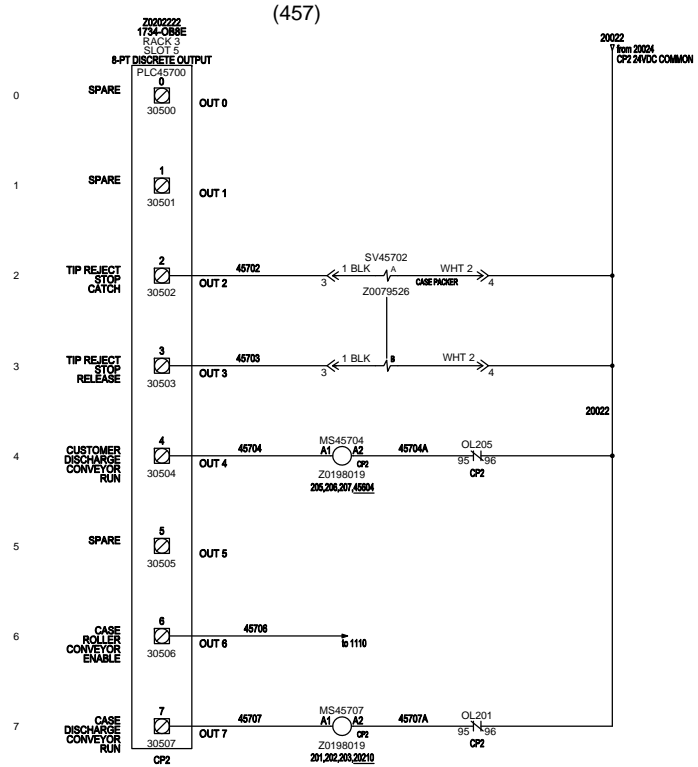 (457)
Z0202222
1734-OB8E
RACK 3
SLOT 5
8-PT DISCRETE OUTPUT
PLC45700
20022
from 20024
CP2 24VDC COMMON
0
SPARE
0
30500
OUT 0
1
SPARE
1
30501
OUT 1
2
TIP REJECT
STOP
CATCH
2
30502
OUT 2
45702
3
1 BLK
SV45702
A
CASE PACKER
Z0079526
WHT 2
4
3
TIP REJECT
STOP
RELEASE
3
30503
OUT 3
45703
3
1 BLK
B
WHT 2
4
20022
4
CUSTOMER
DISCHARGE
CONVEYOR
RUN
4
30504
OUT 4
45704
MS45704
A1 A2
CP2
Z0198019
205,206,207,45604
45704A
OL205
95 96
CP2
5
SPARE
5
30505
OUT 5
6
CASE
ROLLER
CONVEYOR
ENABLE
6
30506
OUT 6
45706
to 1110
7
CASE
DISCHARGE
CONVEYOR
RUN
7
30507
OUT 7
45707
MS45707
A1 A2
CP2
Z0198019
201,202,203,20210
45707A
OL201
95 96
CP2
CP2